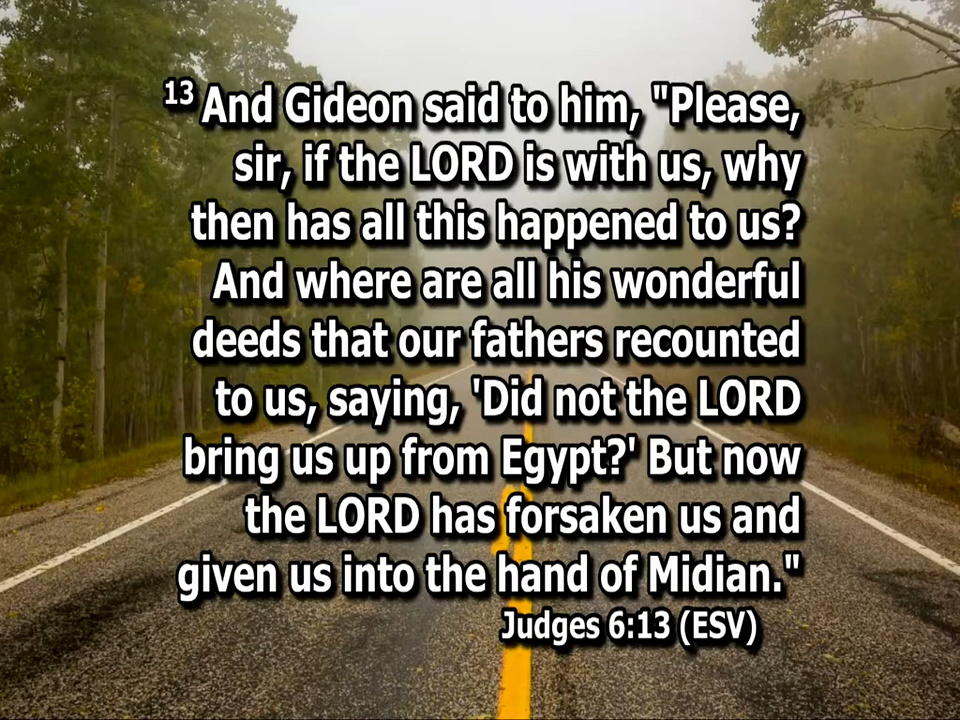 13 And Gideon said to him, "Please,
sir, if the LORD is with us, why
then has all this happened to us?
And where are all his wonderful
deeds that our fathers recounted
to us, saying, 'Did not the LORD
bring us up from Egypt?' But now
the LORD has forsaken us and
given us into the hand of Midian."
Judges 6:13 (ESV)